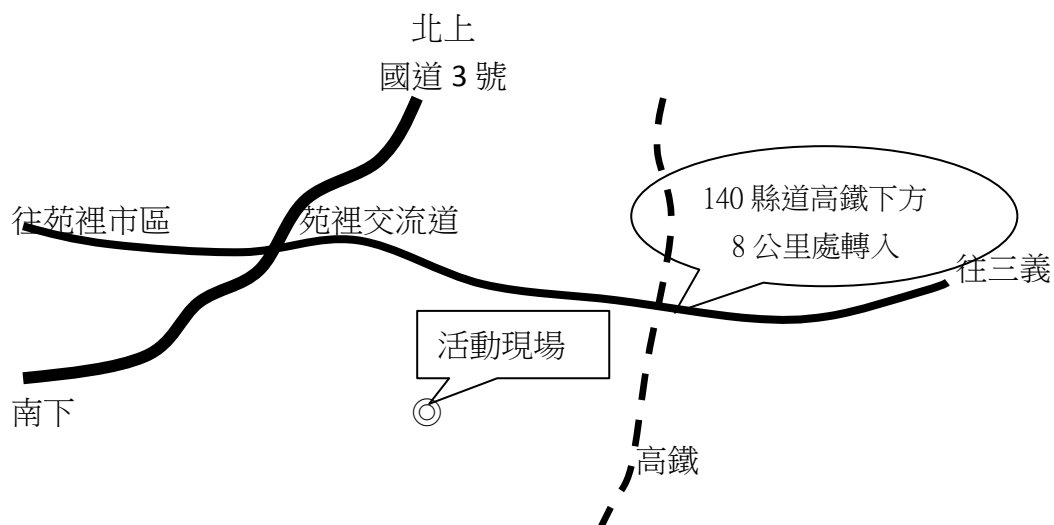 北上
國道 3 號
往苑裡市區
苑裡交流道
140 縣道高鐵下方
8 公里處轉入
往三義
活動現場
南下
高鐵